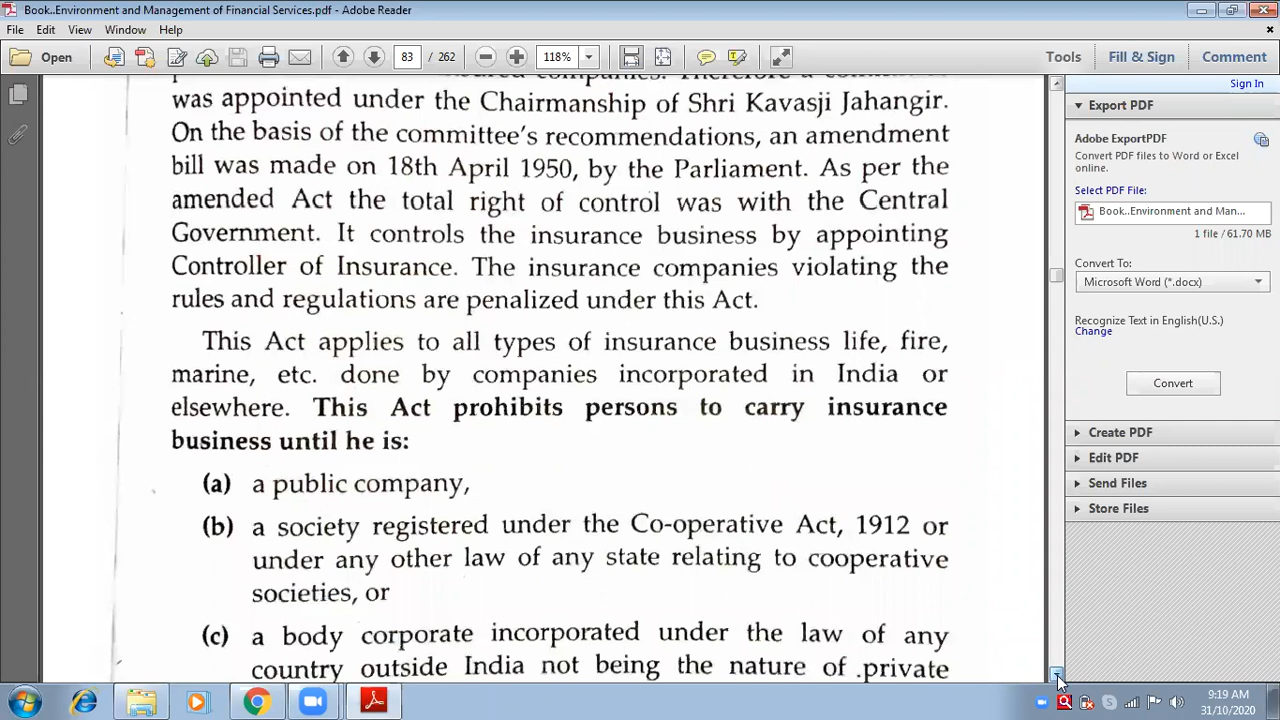 Book..Environment and Management of Financial Services.pdf - Adobe Reader
File Edit View Window Help
Open 83 / 262 118% Tools Fill & Sign Comment
Sign In
was appointed under the Chairmanship of Shri Kavasji Jahangir.
On the basis of the committee's recommendations, an amendment
bill was made on 18th April 1950, by the Parliament. As per the
amended Act the total right of control was with the Central
Government. It controls the insurance business by appointing
Controller of Insurance. The insurance companies violating the
rules and regulations are penalized under this Act.
This Act applies to all types of insurance business life, fire,
marine, etc. done by companies incorporated in India or
elsewhere. This Act prohibits persons to carry insurance
business until he is:
(a) a public company,
(b) a society registered under the Co-operative Act, 1912 or
under any other law of any state relating to cooperative
societies, or
(c) a body corporate incorporated under the law of any
country outside India not being the nature of .private
Export PDF
Adobe ExportPDF
Convert PDF files to Word or Excel
online.
Select PDF File:
Book..Environment and Man...
1 file / 61.70 MB
Convert To:
Microsoft Word (*.docx)
Recognize Text in English(U.S.)
Change
Convert
Create PDF
Edit PDF
Send Files
Store Files
9:19 AM
31/10/2020